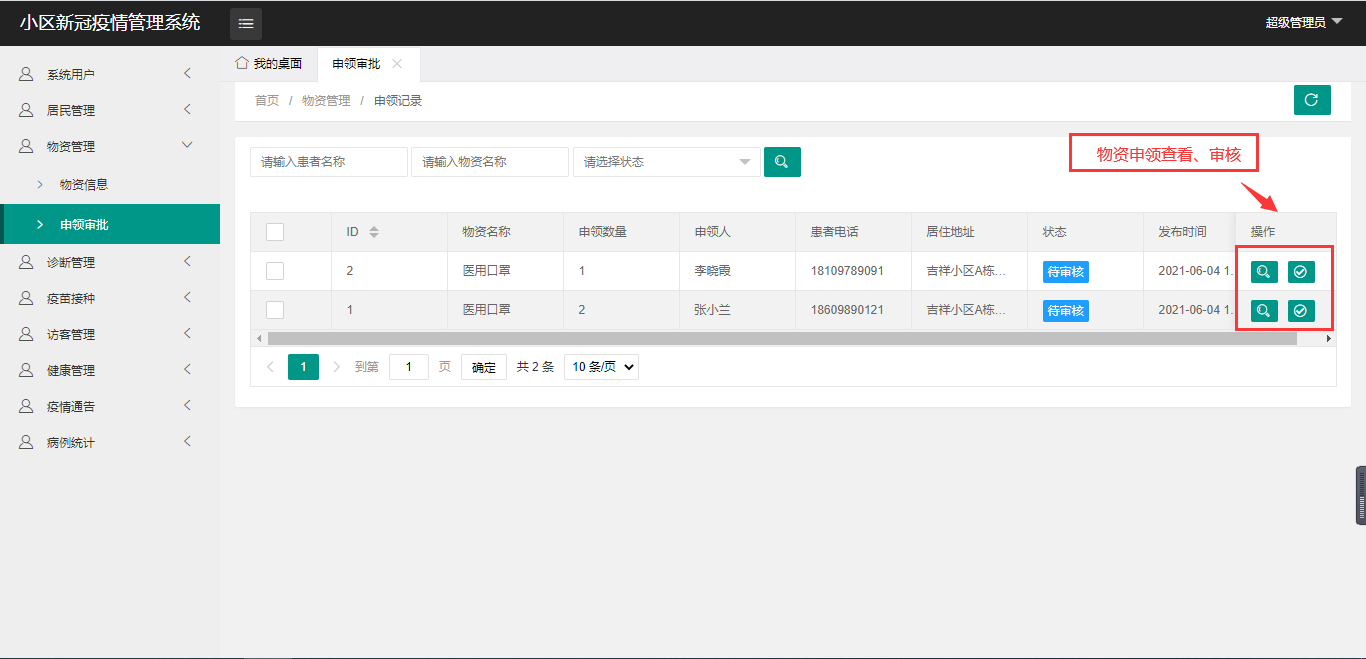 小区新冠疫情管理系统
超级管理员
系统用户
居民管理
物资管理
物资信息
申领审批
诊断管理
疫苗接种
访客管理
健康管理
疫情通告
病例统计
我的桌面 申领审批
首页 / 物资管理 / 申领记录
物资申领查看、审核
请输入患者名称 请输入物资名称 请选择状态
ID 物资名称 申领数量 申领人 患者电话 居住地址 状态 发布时间 操作
2 医用口罩 1 李晓霞 18109789091 吉祥小区A栋... 待审核 2021-06-04 1.
1 医用口罩 2 张小兰 18609890121 吉祥小区A栋... 待审核 2021-06-04 1.
1 到第 1 页 确定 共 2 条 10 条/页